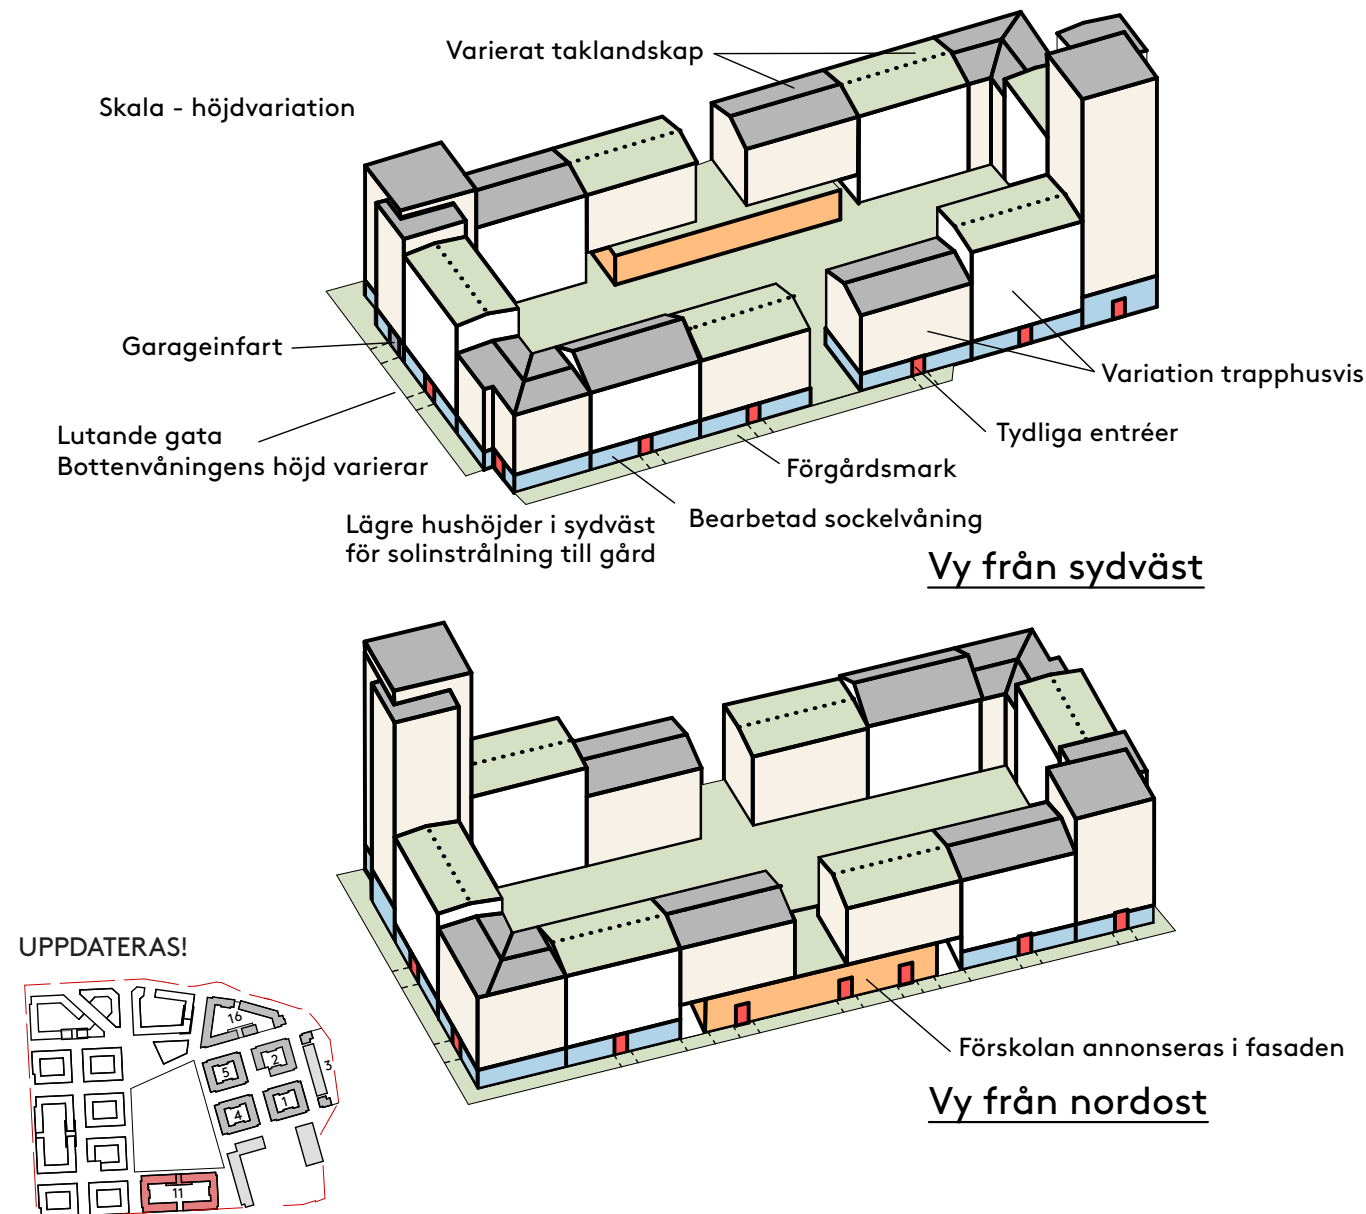 Varierat taklandskap
Skala - höjdvariation
Garageinfart
Variation trapphusvis
Lutande gata
Bottenvåningens höjd varierar
Tydliga entréer
Förgårdsmark
Lägre hushöjder i sydväst
för solinstrålning till gård
Bearbetad sockelvåning
Vy från sydväst
UPPDATERAS!
Förskolan annonseras i fasaden
Vy från nordost
16
2
3
5
1
4
11